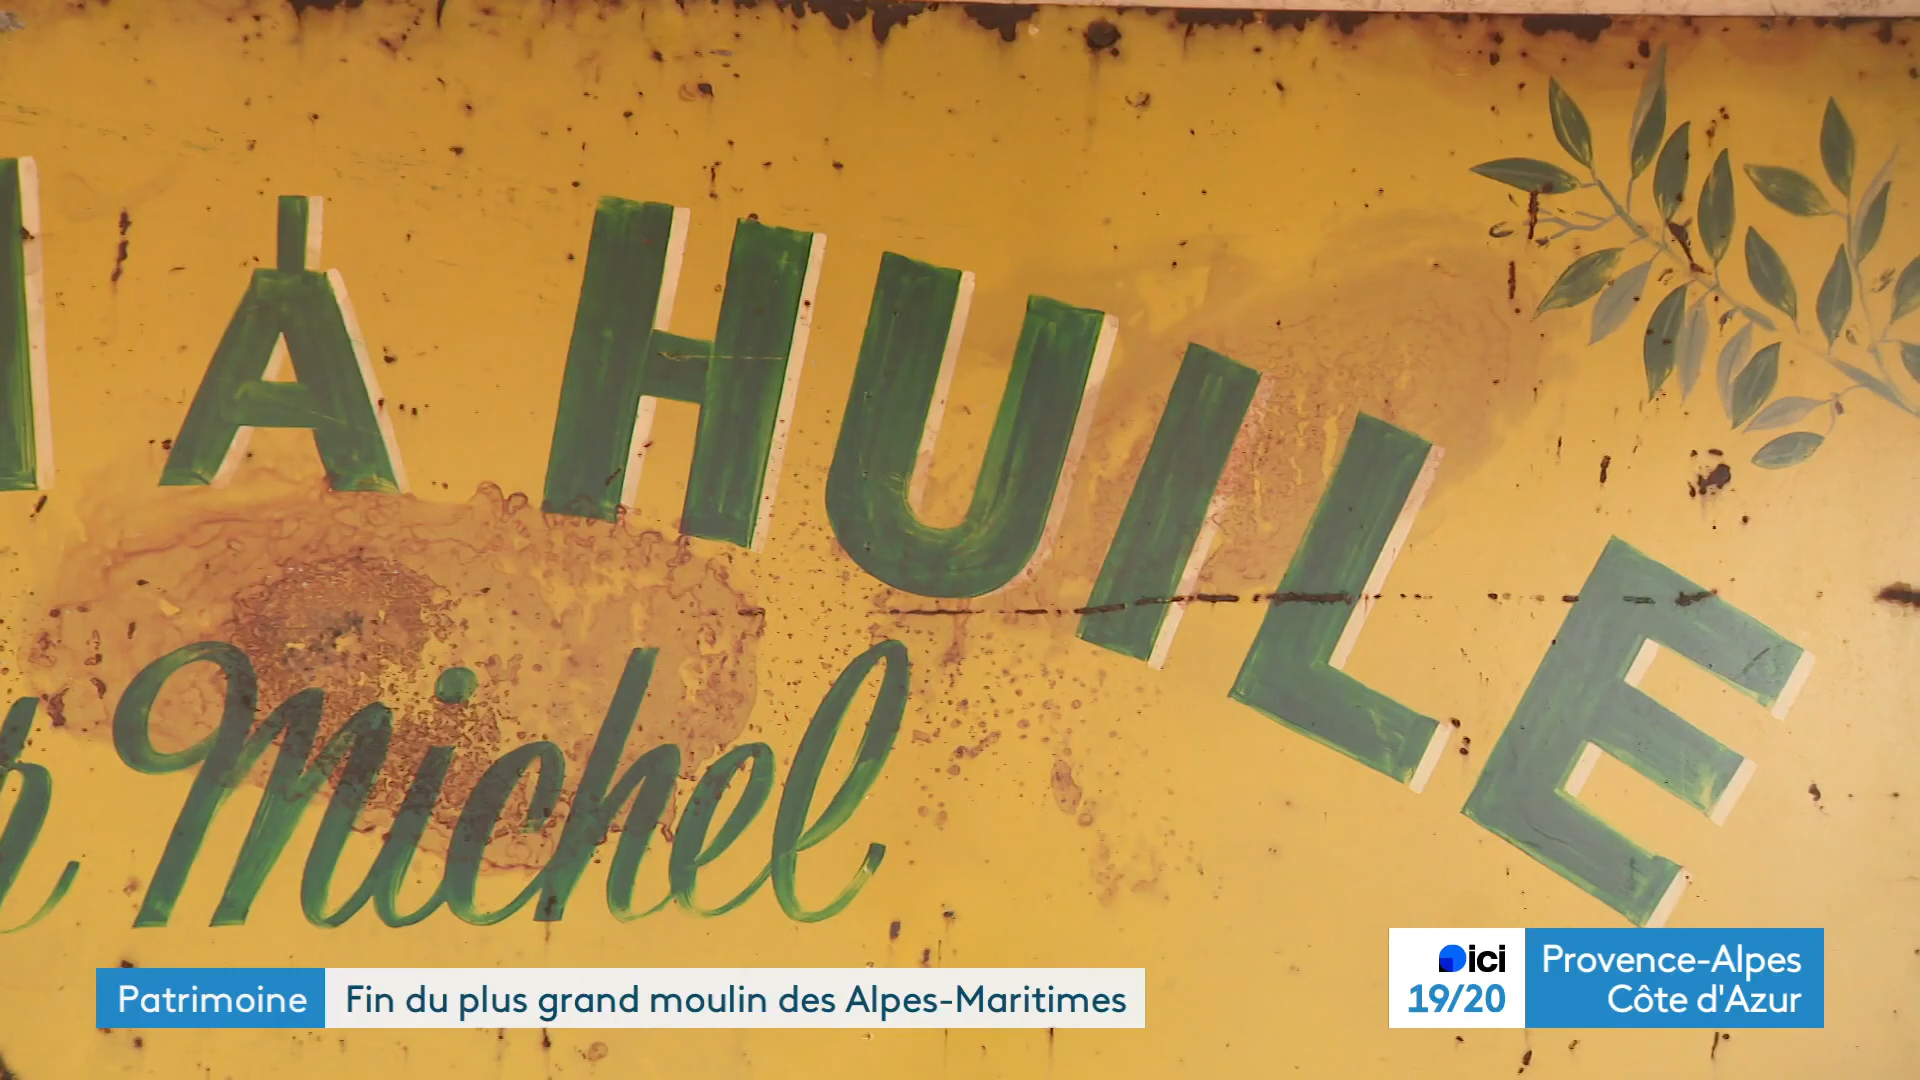 À HUILE
Michel
Patrimoine
Fin du plus grand moulin des Alpes-Maritimes
ici
19/20
Provence-Alpes
Côte d'Azur